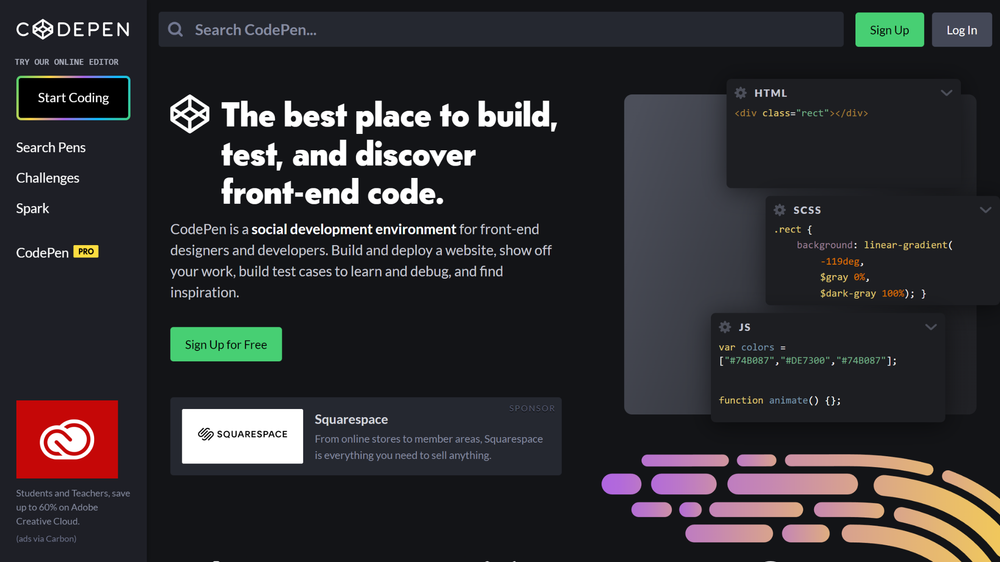 CODEPEN
TRY OUR ONLINE EDITOR
Start Coding
Search Pens
Challenges
Spark
CodePen PRO
Students and Teachers, save
up to 60% on Adobe
Creative Cloud.
(ads via Carbon)
Search CodePen...
Sign Up
Log In
The best place to build,
test, and discover
front-end code.
CodePen is a social development environment for front-end
designers and developers. Build and deploy a website, show off
your work, build test cases to learn and debug, and find
inspiration.
Sign Up for Free
SPONSOR
SQUARESPACE
Squarespace
From online stores to member areas, Squarespace
is everything you need to sell anything.
HTML
<div class="rect"></div>
SCSS
.rect {
background: linear-gradient(
-119deg,
$gray 0%,
$dark-gray 100%); }
JS
var colors =
["#74B087","#DE7300","#74B087"];
function animate() {};